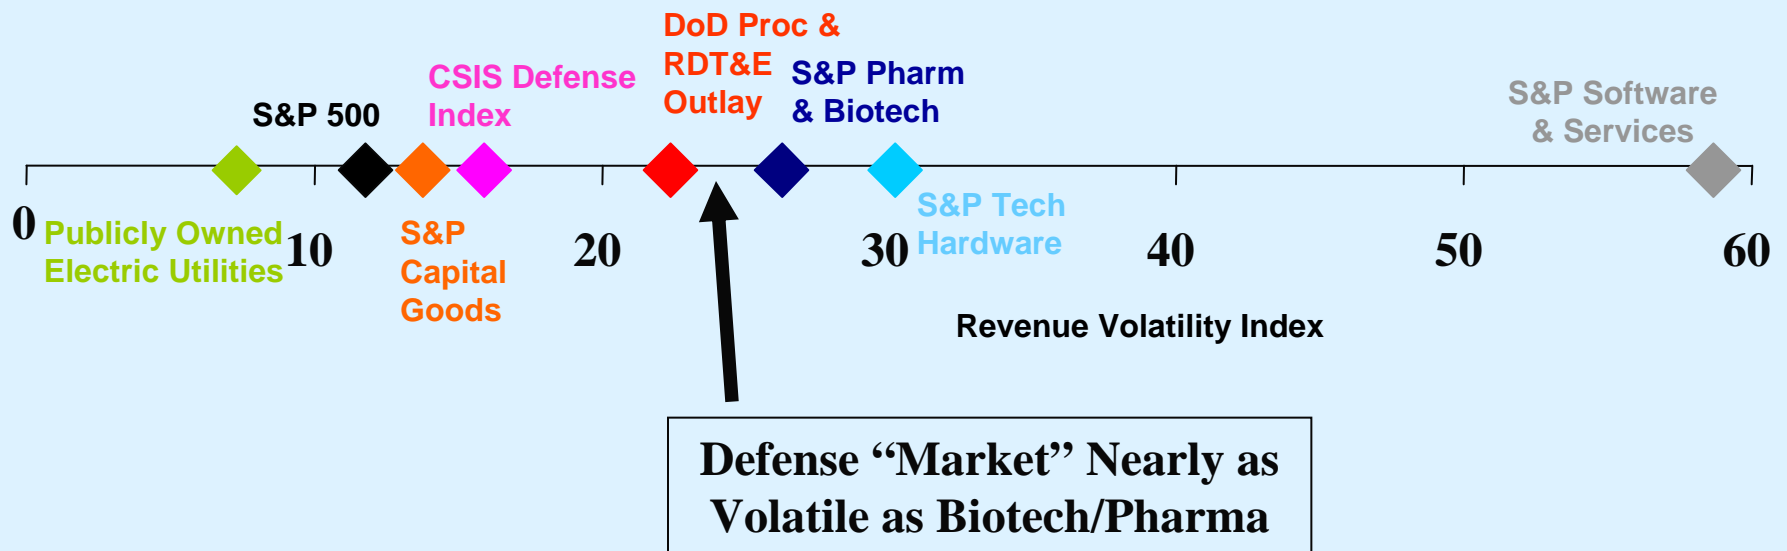 DoD Proc &
RDT&E
Outlay
CSIS Defense
Index
S&P Pharm
& Biotech
S&P 500
S&P Software
& Services
0
10
20
30
40
50
60
Publicly Owned
Electric Utilities
S&P
Capital
Goods
S&P Tech
Hardware
Revenue Volatility Index
Defense “Market” Nearly as
Volatile as Biotech/Pharma